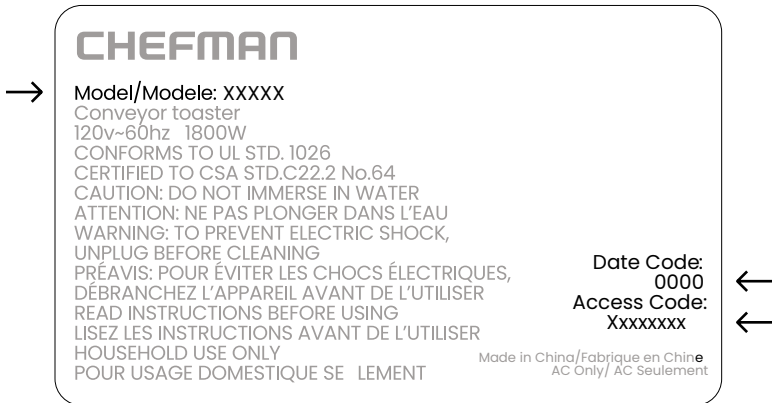 CHEFMAN
Model/Modele: XXXXX
Conveyor toaster
120v~60hz 1800W
CONFORMS TO UL STD. 1026
CERTIFIED TO CSA STD.C22.2 No.64
CAUTION: DO NOT IMMERSE IN WATER
ATTENTION: NE PAS PLONGER DANS L’EAU
WARNING: TO PREVENT ELECTRIC SHOCK,
UNPLUG BEFORE CLEANING
PRÉAVIS: POUR ÉVITER LES CHOCS ÉLECTRIQUES,
DÉBRANCHEZ L’APPAREIL AVANT DE L’UTILISER
READ INSTRUCTIONS BEFORE USING
LISEZ LES INSTRUCTIONS AVANT DE L’UTILISER
HOUSEHOLD USE ONLY
POUR USAGE DOMESTIQUE SE LEMENT
Date Code:
0000
Access Code:
Xxxxxxxx
Made in China/Fabrique en Chine
AC Only/ AC Seulement